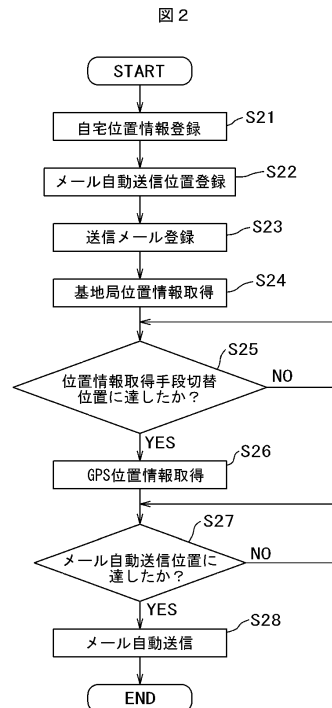 図２
START
自宅位置情報登録
S21
メール自動送信位置登録
S22
送信メール登録
S23
基地局位置情報取得
S24
位置情報取得手段切替
位置に達したか？
S25
NO
YES
GPS位置情報取得
S26
メール自動送信位置に
達したか？
S27
NO
YES
メール自動送信
S28
END